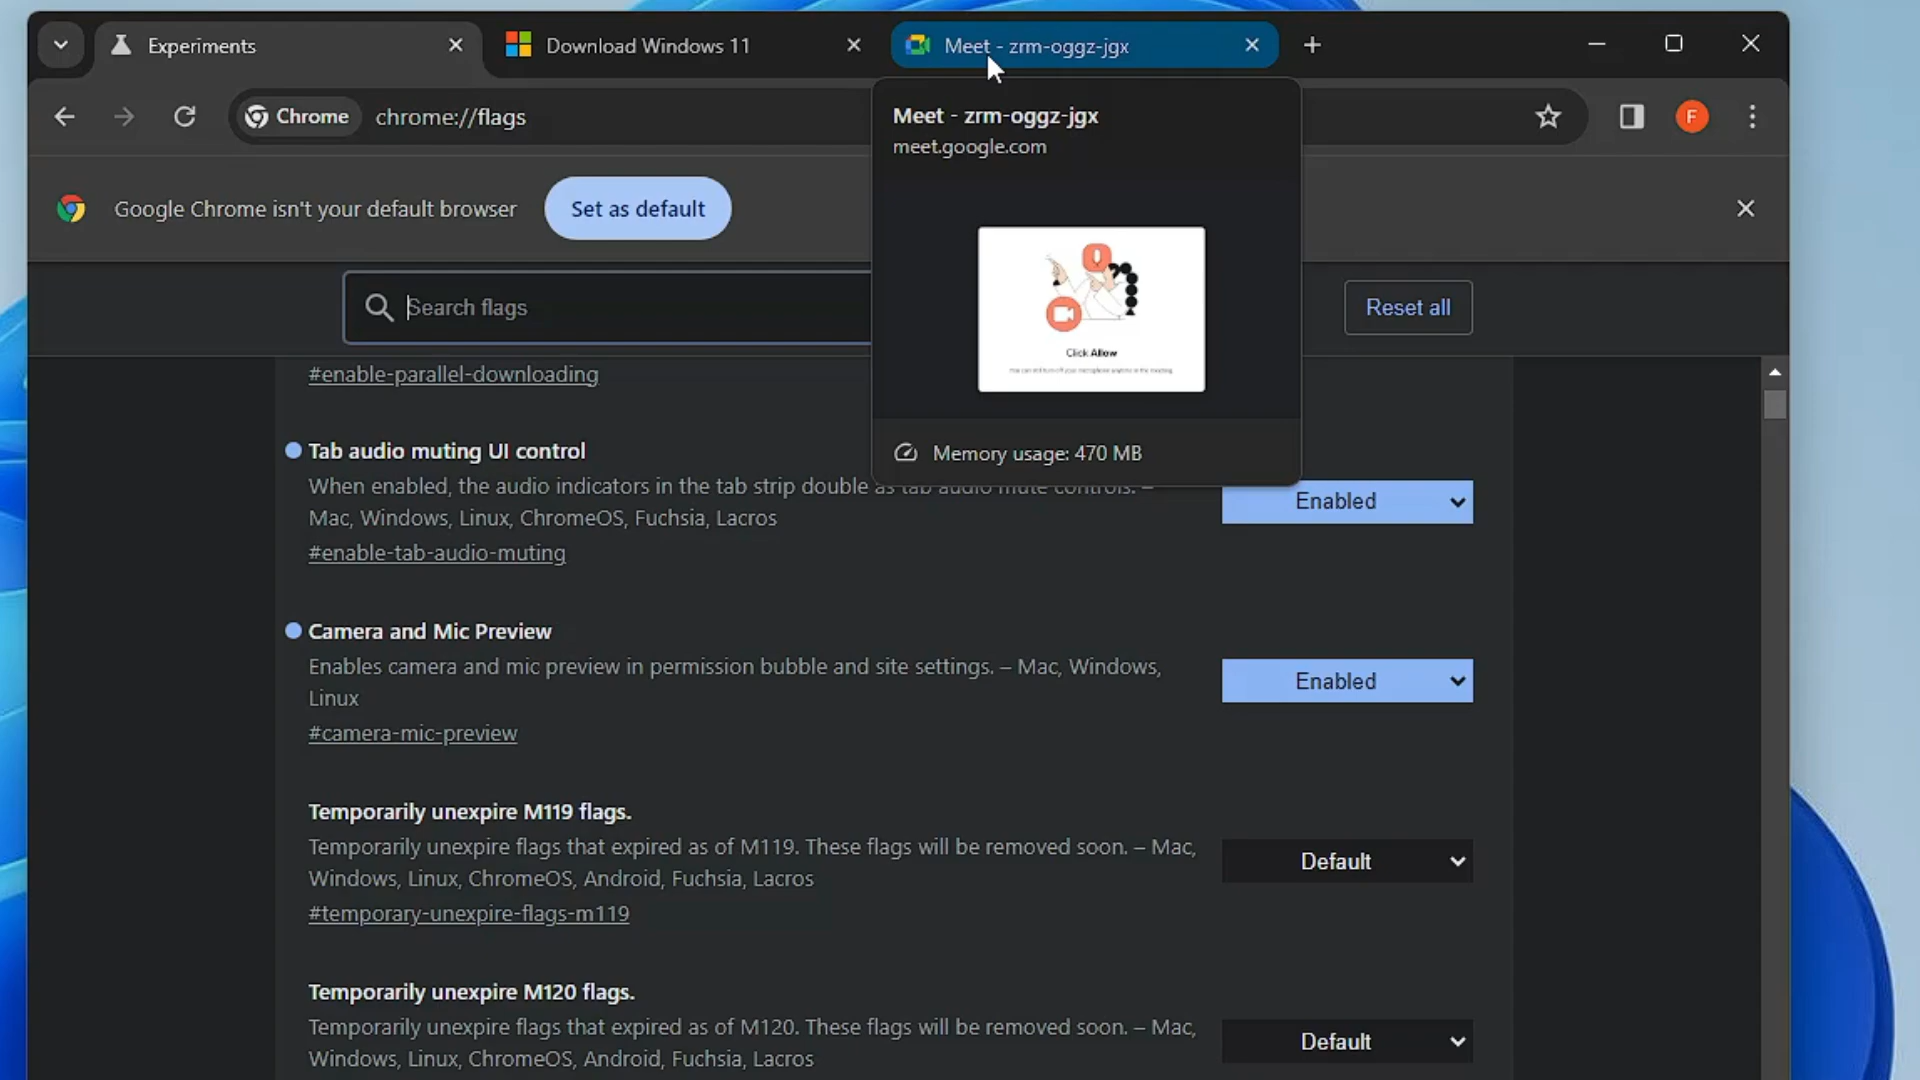 Experiments
Download Windows 11
Meet - zrm-oggz-jgx
Chrome
chrome://flags
F
Meet - zrm-oggz-jgx
meet.google.com
Google Chrome isn't your default browser
Set as default
Click Allow
Search flags
Reset all
#enable-parallel-downloading
Memory usage: 470 MB
Tab audio muting UI control
When enabled, the audio indicators in the tab strip double as tab audio mute controls. –
Mac, Windows, Linux, ChromeOS, Fuchsia, Lacros
#enable-tab-audio-muting
Enabled
Camera and Mic Preview
Enables camera and mic preview in permission bubble and site settings. – Mac, Windows,
Linux
#camera-mic-preview
Enabled
Temporarily unexpire M119 flags.
Temporarily unexpire flags that expired as of M119. These flags will be removed soon. – Mac,
Windows, Linux, ChromeOS, Android, Fuchsia, Lacros
#temporary-unexpire-flags-m119
Default
Temporarily unexpire M120 flags.
Temporarily unexpire flags that expired as of M120. These flags will be removed soon. – Mac,
Windows, Linux, ChromeOS, Android, Fuchsia, Lacros
Default